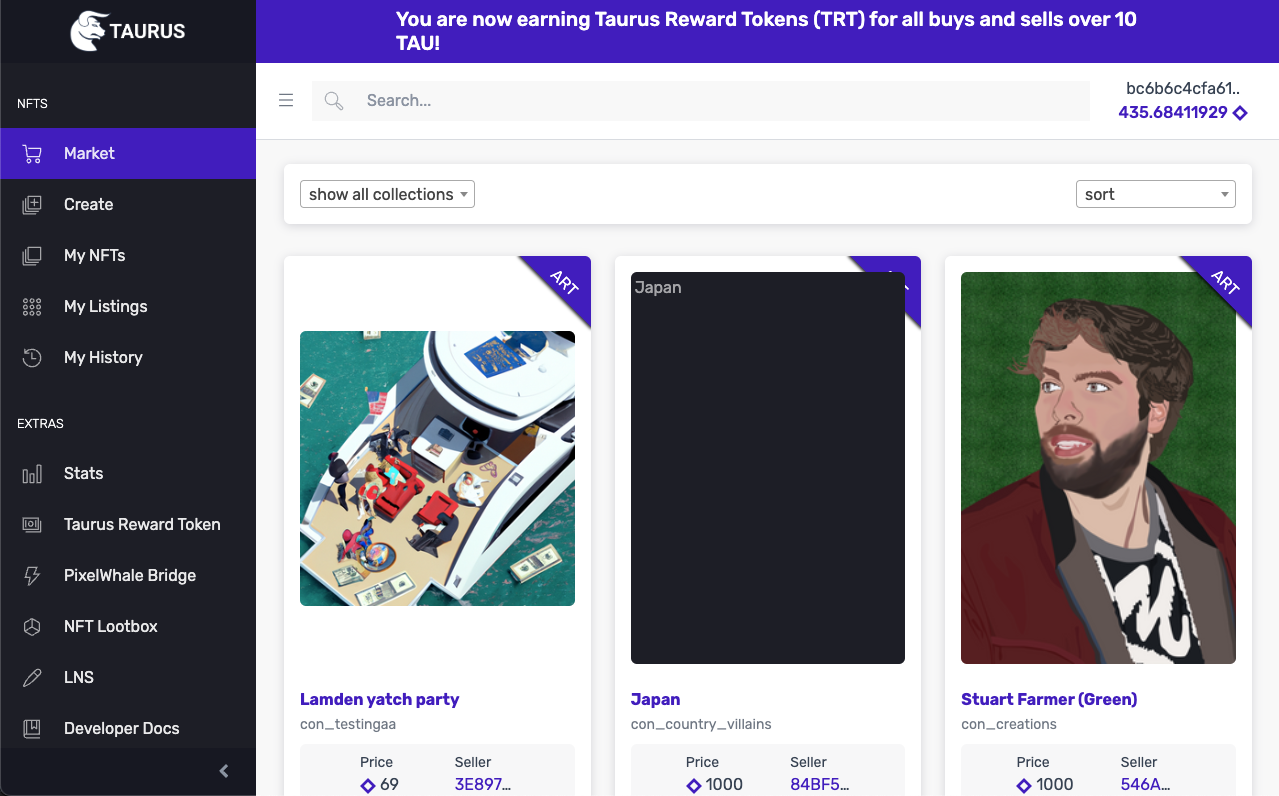 TAURUS
You are now earning Taurus Reward Tokens (TRT) for all buys and sells over 10
TAU!
NFTS
Market
Create
My NFTs
My Listings
My History
EXTRAS
Stats
Taurus Reward Token
PixelWhale Bridge
NFT Lootbox
LNS
Developer Docs
Search...
bc6b6c4cfa61..
435.68411929
show all collections
sort
ART
Japan
ART
Lamden yatch party
con_testingaa
Price
Seller
69
3E897...
Japan
con_country_villains
Price
Seller
1000
84BF5...
Stuart Farmer (Green)
con_creations
Price
Seller
1000
546A...